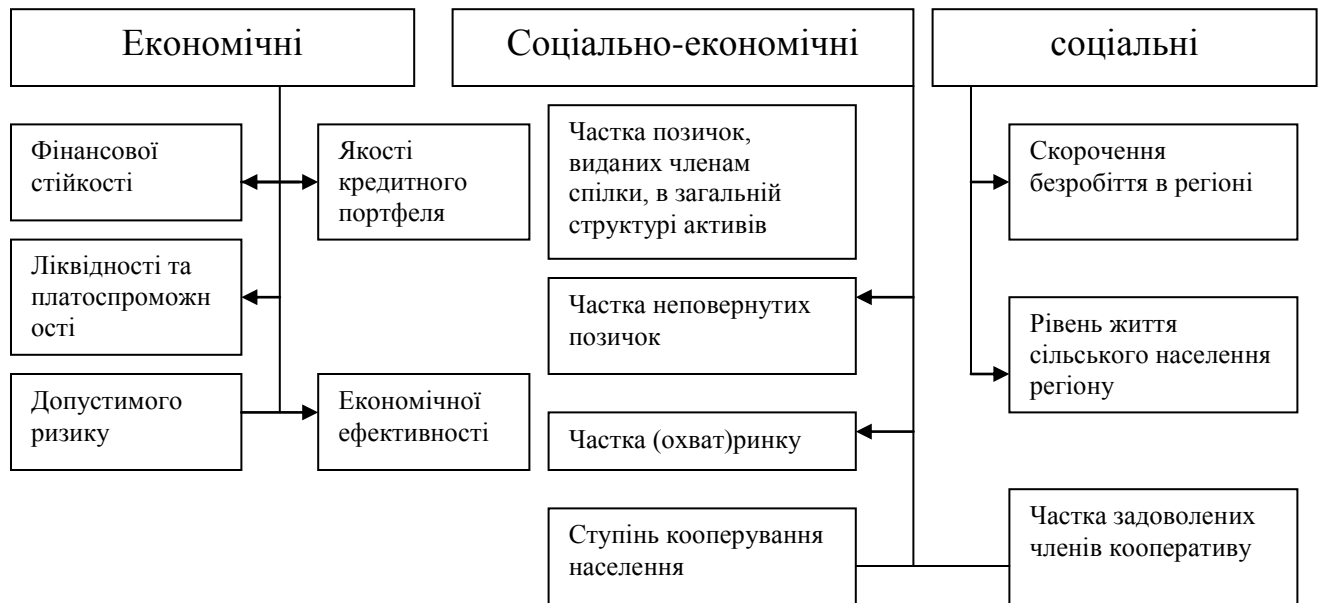 Економічні
Соціально-економічні
соціальні
Фінансової
стійкості
Якості
кредитного
портфеля
Ліквідності та
платоспроможн
ості
Допустимого
ризику
Економічної
ефективності
Частка позичок,
виданих членам
спілки, в загальній
структурі активів
Частка неповернутих
позичок
Частка (охват)ринку
Ступінь кооперування
населення
Скорочення
безробіття в регіоні
Рівень життя
сільського населення
регіону
Частка задоволених
членів кооперативу